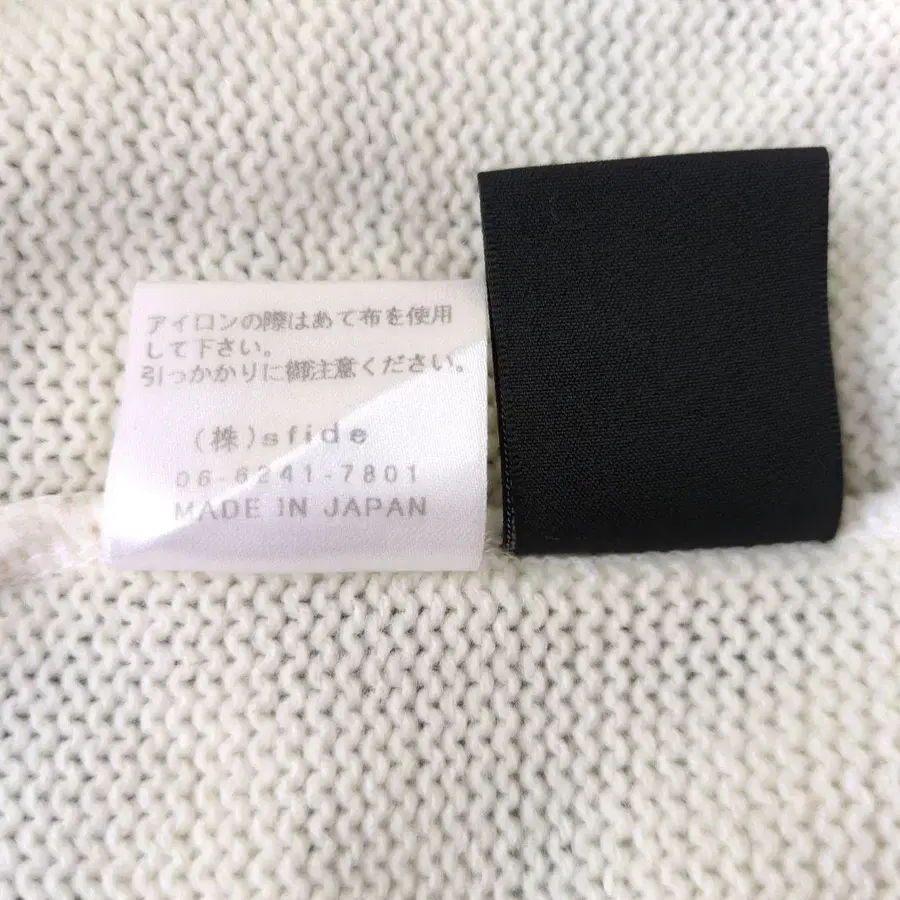 アイロンの際はあて布を使用
して下さい。
引っかかりに御注意ください。
(株)sfide
06-6241-7801
MADE IN JAPAN